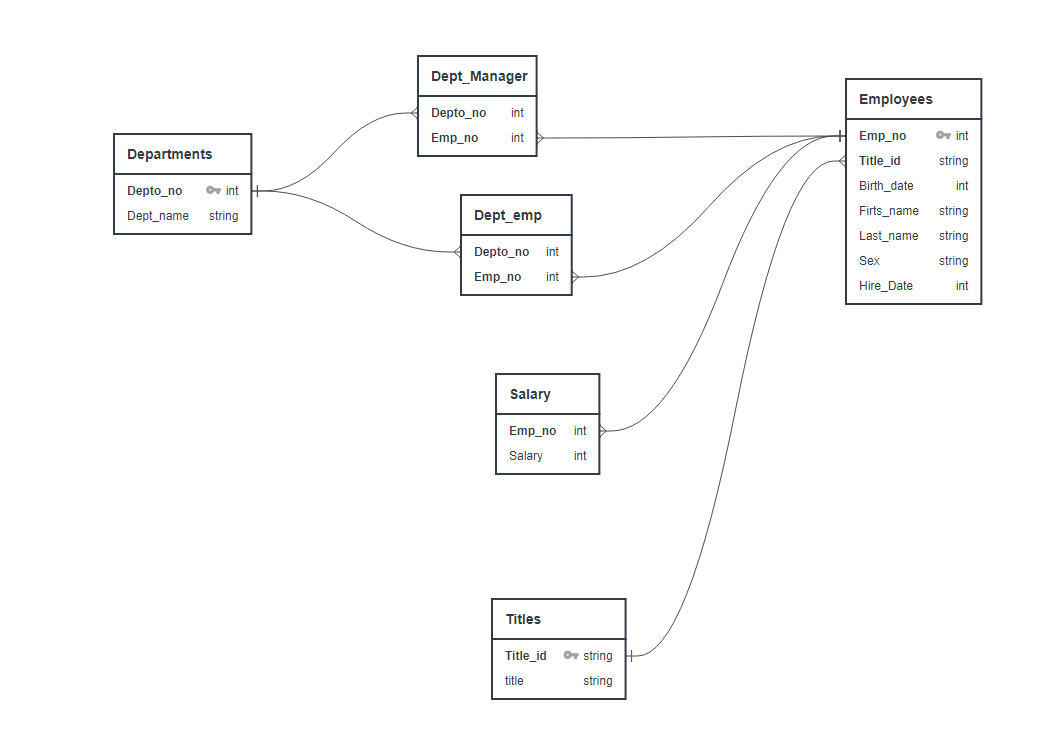 Dept_Manager
Depto_no int
Emp_no int
Employees
Emp_no int
Title_id string
Birth_date int
Firts_name string
Last_name string
Sex string
Hire_Date int
Departments
Depto_no int
Dept_name string
Dept_emp
Depto_no int
Emp_no int
Salary
Emp_no int
Salary int
Titles
Title_id string
title string